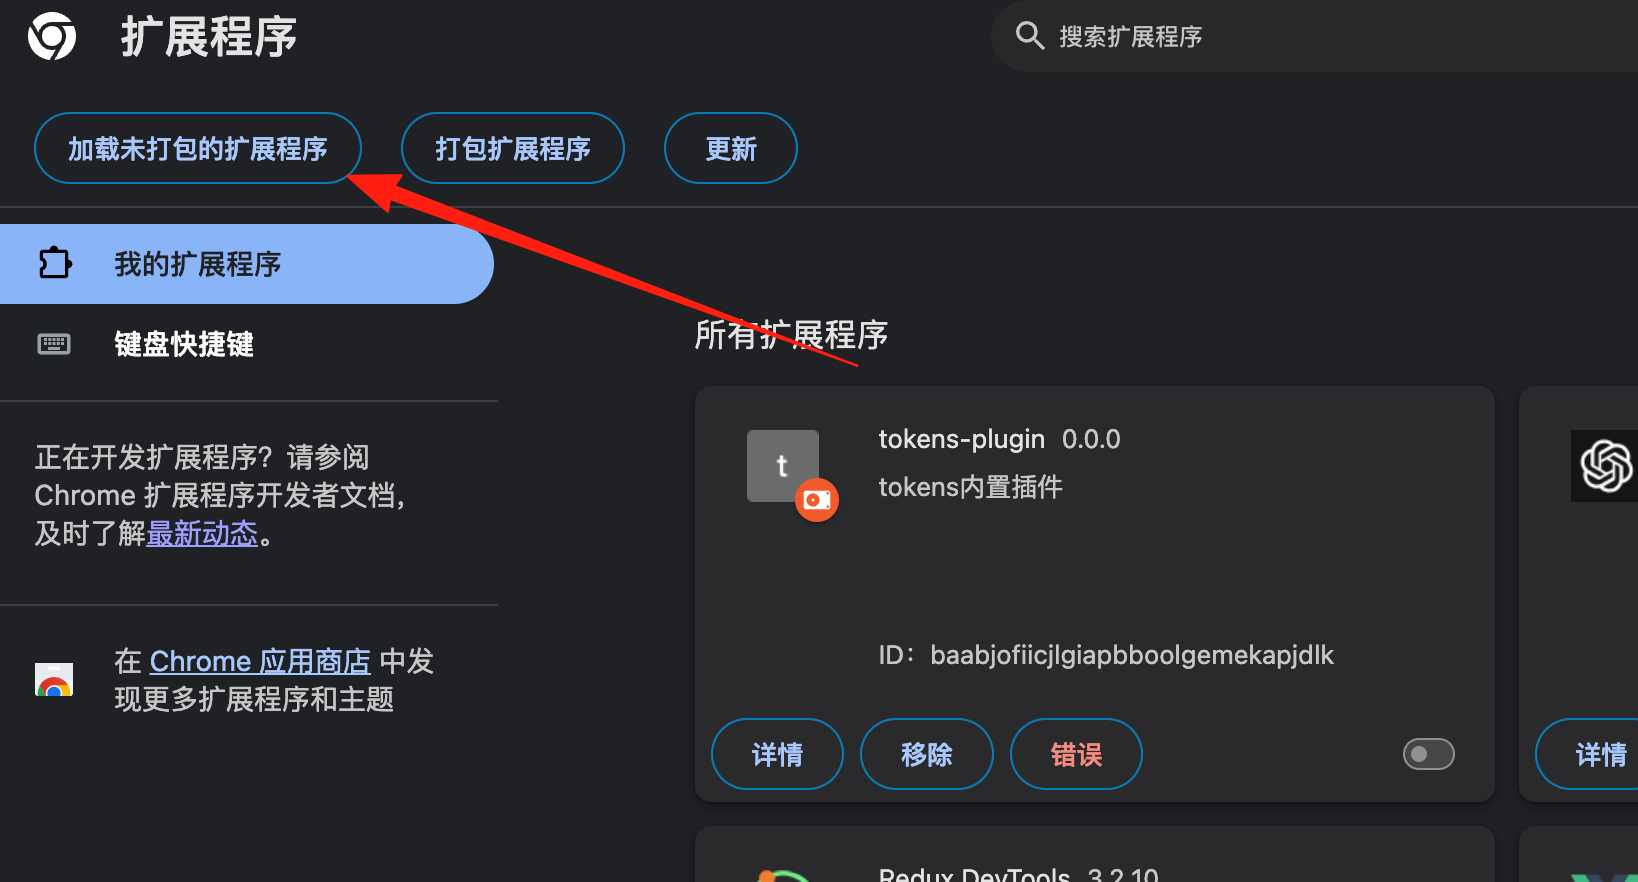 扩展程序
搜索扩展程序
加载未打包的扩展程序
打包扩展程序
更新
我的扩展程序
键盘快捷键
正在开发扩展程序？请参阅
Chrome 扩展程序开发者文档，
及时了解最新动态。
在 Chrome 应用商店 中发
现更多扩展程序和主题
所有扩展程序
t
tokens-plugin 0.0.0
tokens内置插件
ID：baabjofiicjlgiapbboolgemekapjdlk
详情
移除
错误
详情
Redux DevTools 3.2.10